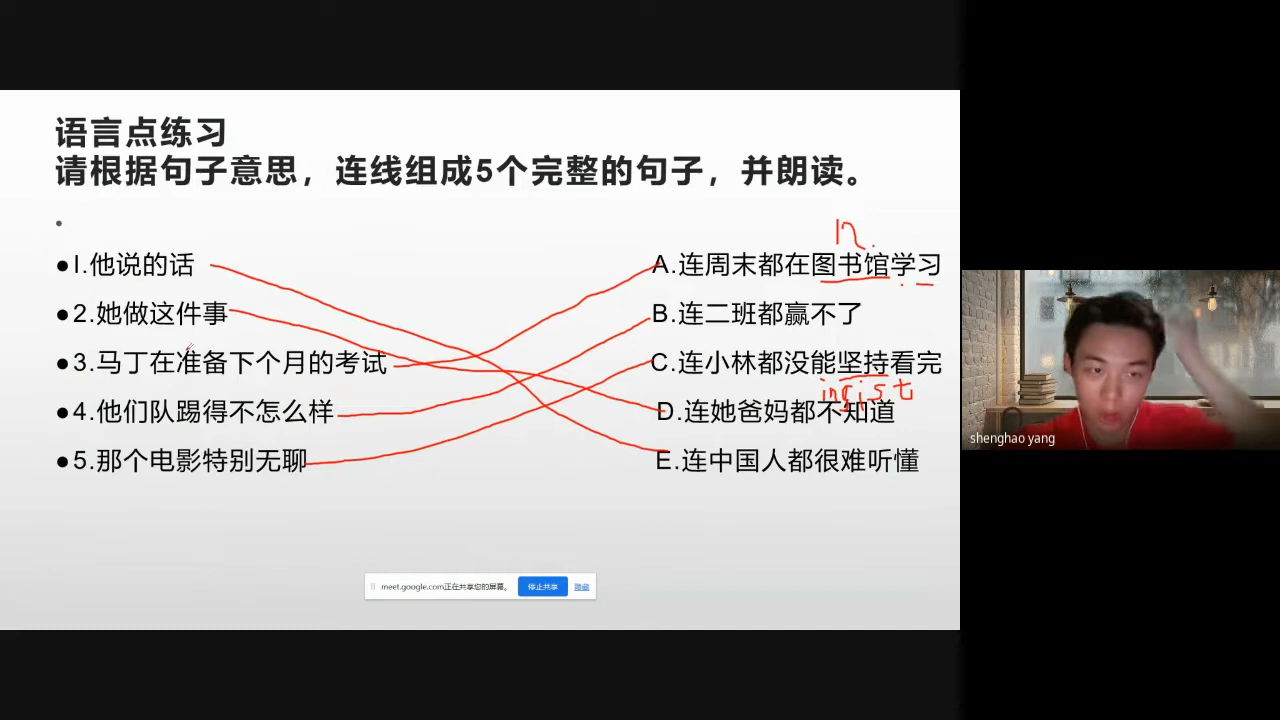 语言点练习
请根据句子意思，连线组成5个完整的句子，并朗读。
1.他说的话
2.她做这件事
3.马丁在准备下个月的考试
4.他们队踢得不怎么样
5.那个电影特别无聊
A.连周末都在图书馆学习
B.连二班都赢不了
C.连小林都没能坚持看完
D.连她爸妈都不知道
E.连中国人都很难听懂
meet.google.com正在共享您的屏幕。 停止共享 隐藏
shenghao yang